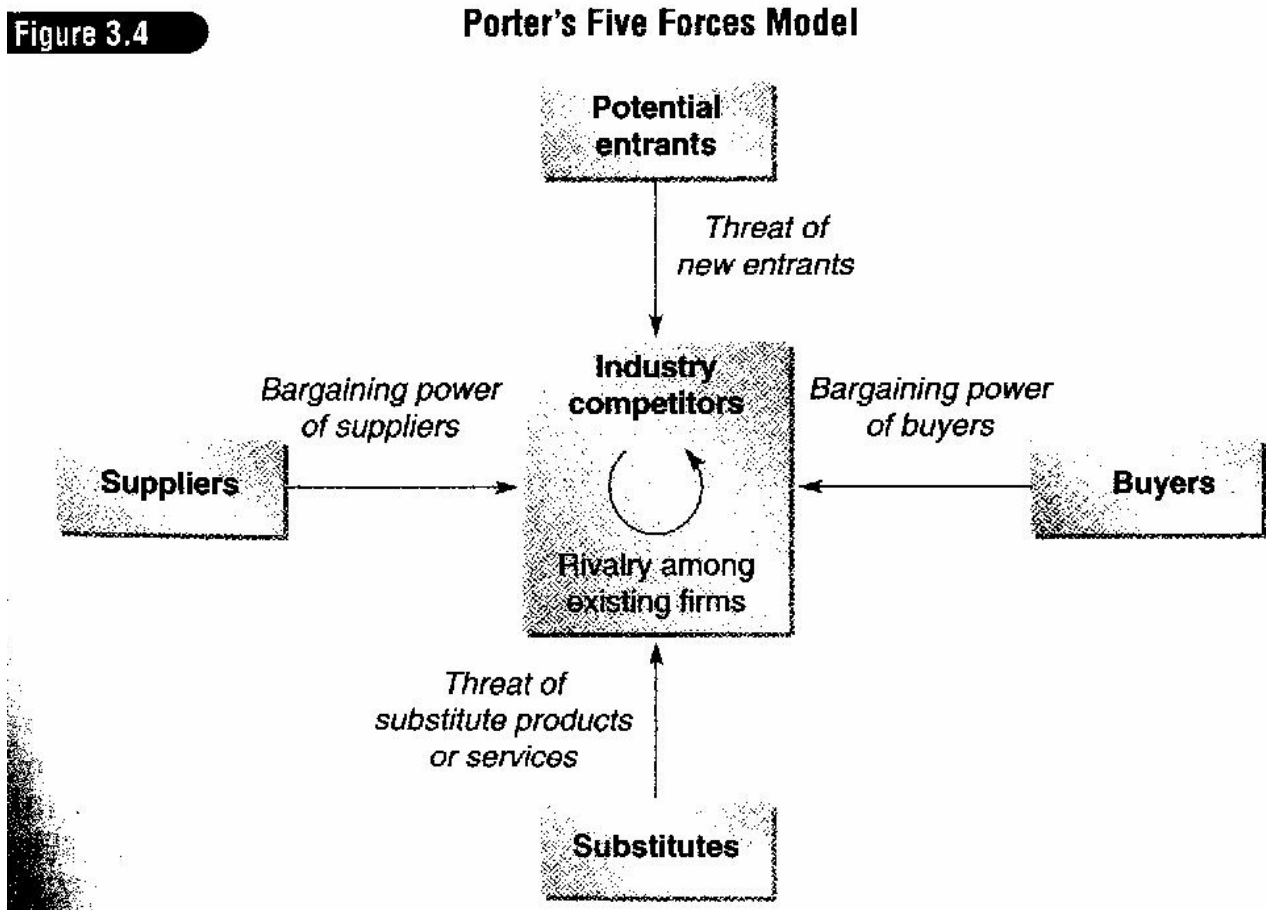 Figure 3.4
Porter's Five Forces Model
Potential
entrants
Threat of
new entrants
Industry
competitors
Rivalry among
existing firms
Bargaining power
of suppliers
Suppliers
Bargaining power
of buyers
Buyers
Threat of
substitute products
or services
Substitutes